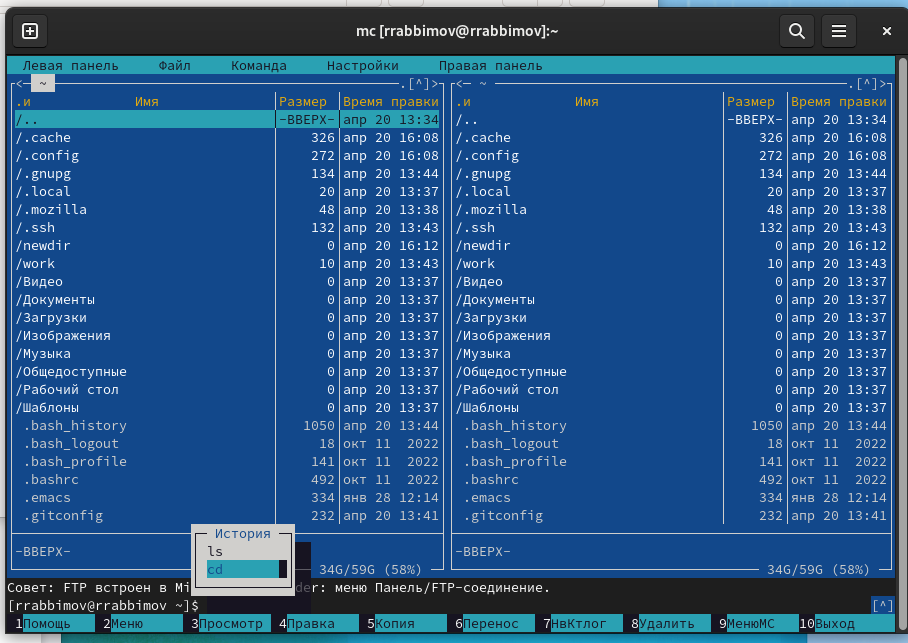 mc [rrabbimov@rrabbimov]:~
Левая панель Файл Команда Настройки Правая панель
<— ~ .[^]> <— ~ .[^]>
.и Имя Размер Время правки .и Имя Размер Время правки
/.. -ВВЕРХ- апр 20 13:34 /.. -ВВЕРХ- апр 20 13:34
/.cache 326 апр 20 16:08 /.cache 326 апр 20 16:08
/.config 272 апр 20 16:08 /.config 272 апр 20 16:08
/.gnupg 134 апр 20 13:44 /.gnupg 134 апр 20 13:44
/.local 20 апр 20 13:37 /.local 20 апр 20 13:37
/.mozilla 48 апр 20 13:38 /.mozilla 48 апр 20 13:38
/.ssh 132 апр 20 13:43 /.ssh 132 апр 20 13:43
/newdir 0 апр 20 16:12 /newdir 0 апр 20 16:12
/work 10 апр 20 13:43 /work 10 апр 20 13:43
/Видео 0 апр 20 13:37 /Видео 0 апр 20 13:37
/Документы 0 апр 20 13:37 /Документы 0 апр 20 13:37
/Загрузки 0 апр 20 13:37 /Загрузки 0 апр 20 13:37
/Изображения 0 апр 20 13:37 /Изображения 0 апр 20 13:37
/Музыка 0 апр 20 13:37 /Музыка 0 апр 20 13:37
/Общедоступные 0 апр 20 13:37 /Общедоступные 0 апр 20 13:37
/Рабочий стол 0 апр 20 13:37 /Рабочий стол 0 апр 20 13:37
/Шаблоны 0 апр 20 13:37 /Шаблоны 0 апр 20 13:37
.bash_history 1050 апр 20 13:44 .bash_history 1050 апр 20 13:44
.bash_logout 18 окт 11 2022 .bash_logout 18 окт 11 2022
.bash_profile 141 окт 11 2022 .bash_profile 141 окт 11 2022
.bashrc 492 окт 11 2022 .bashrc 492 окт 11 2022
.emacs 334 янв 28 12:14 .emacs 334 янв 28 12:14
.gitconfig 232 апр 20 13:41 .gitconfig 232 апр 20 13:41
История
-ВВЕРХ- ls -ВВЕРХ-
cd 34G/59G (58%) 34G/59G (58%)
Совет: FTP встроен в Mi der: меню Панель/FTP-соединение.
[rrabbimov@rrabbimov ~]$ [^]
1Помощь 2Меню 3Просмотр 4Правка 5Копия 6Перенос 7НвКтлог 8Удалить 9МенюМС 10Выход